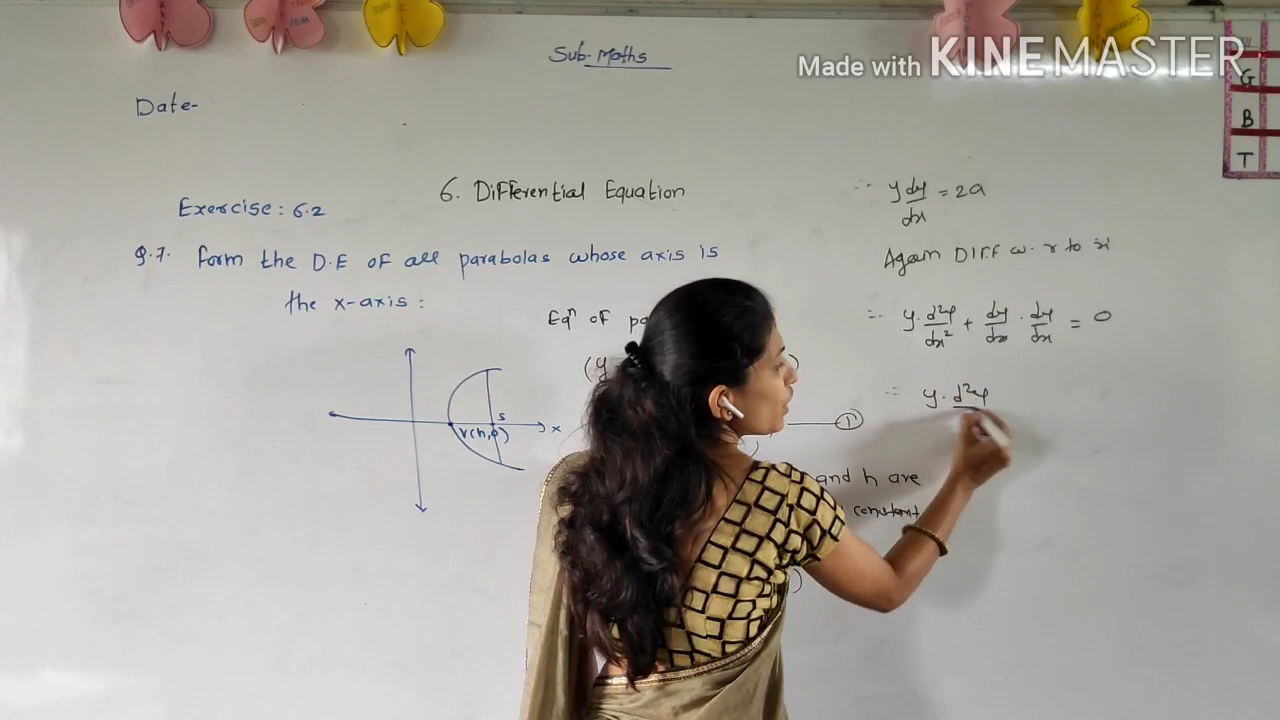 Sub-Maths
Made with KINEMASTER
Date-
6. Differential Equation
Exercise: 6.2
Q.7. Form the D.E OF all parabolas whose axis is
the x-axis:
Eqⁿ of
(y
s
x
V(h,0)
①
and h are
constant
∴ y dy/dx = 2a
Again Diff w. r to x
∴ y. d²y/dx² + dy/dx . dy/dx = 0
∴ y. d²y
G
B
T